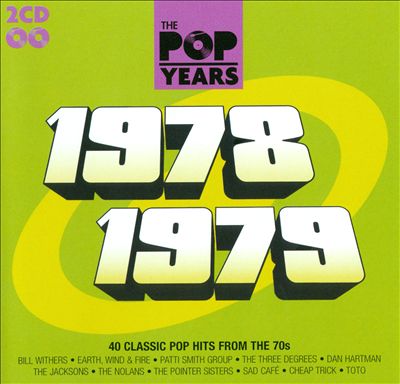 2CD
THE
POP
YEARS
1978
1979
40 CLASSIC POP HITS FROM THE 70s
BILL WITHERS • EARTH, WIND & FIRE • PATTI SMITH GROUP • THE THREE DEGREES • DAN HARTMAN
THE JACKSONS • THE NOLANS • THE POINTER SISTERS • SAD CAFÉ • CHEAP TRICK • TOTO